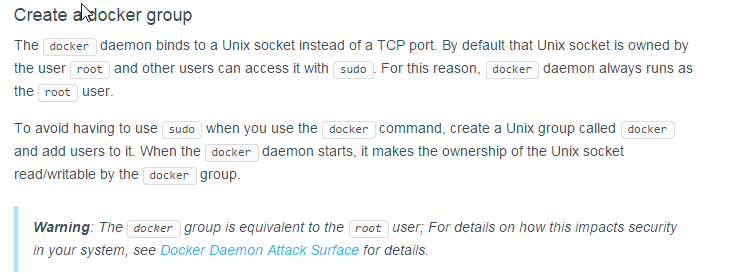 Create a docker group
The docker daemon binds to a Unix socket instead of a TCP port. By default that Unix socket is owned by
the user root and other users can access it with sudo. For this reason, docker daemon always runs as
the root user.
To avoid having to use sudo when you use the docker command, create a Unix group called docker
and add users to it. When the docker daemon starts, it makes the ownership of the Unix socket
read/writable by the docker group.
Warning: The docker group is equivalent to the root user; For details on how this impacts security
in your system, see Docker Daemon Attack Surface for details.